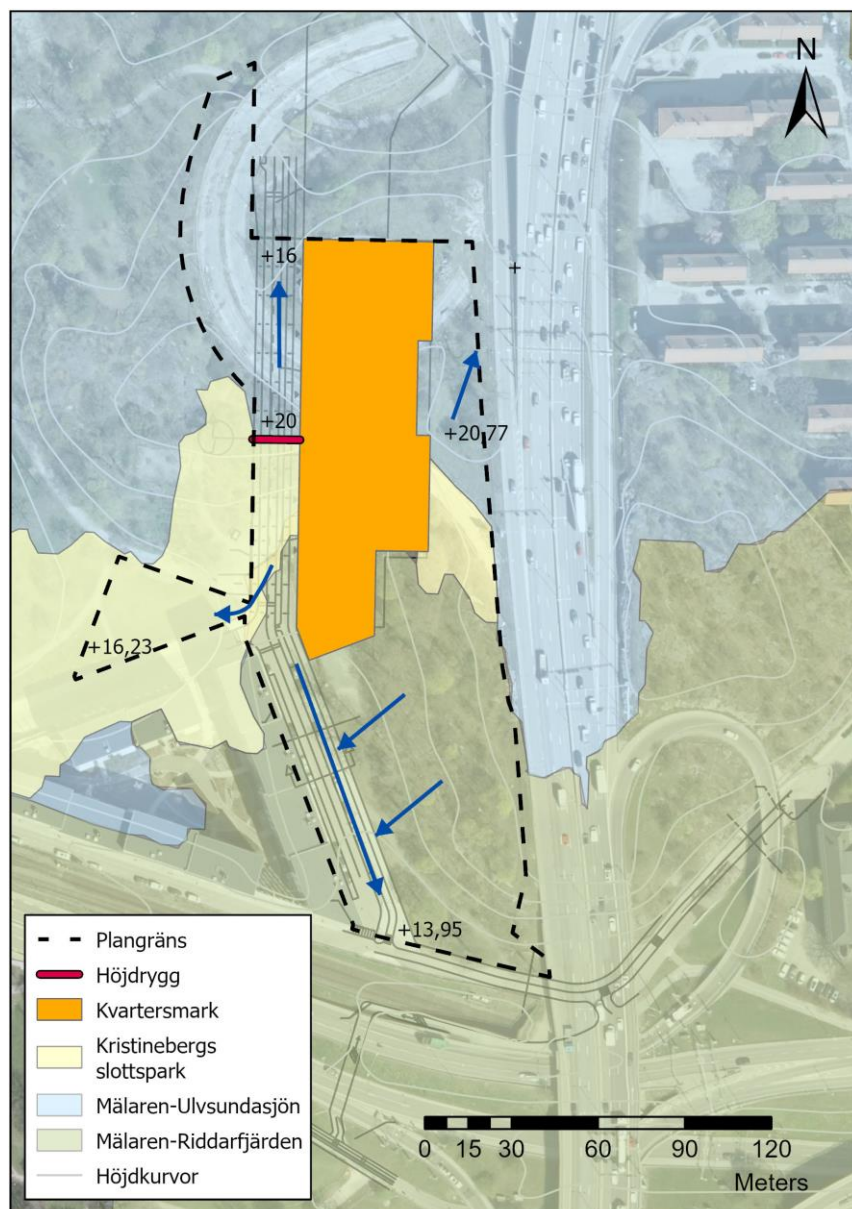 N
+16
+
+20
+20,77
+16,23
+13,95
Plangräns
Höjdrygg
Kvartersmark
Kristinebergs
slottspark
Mälaren-Ulvsundasjön
Mälaren-Riddarfjärden
Höjdkurvor
0 15 30 60 90 120
Meters